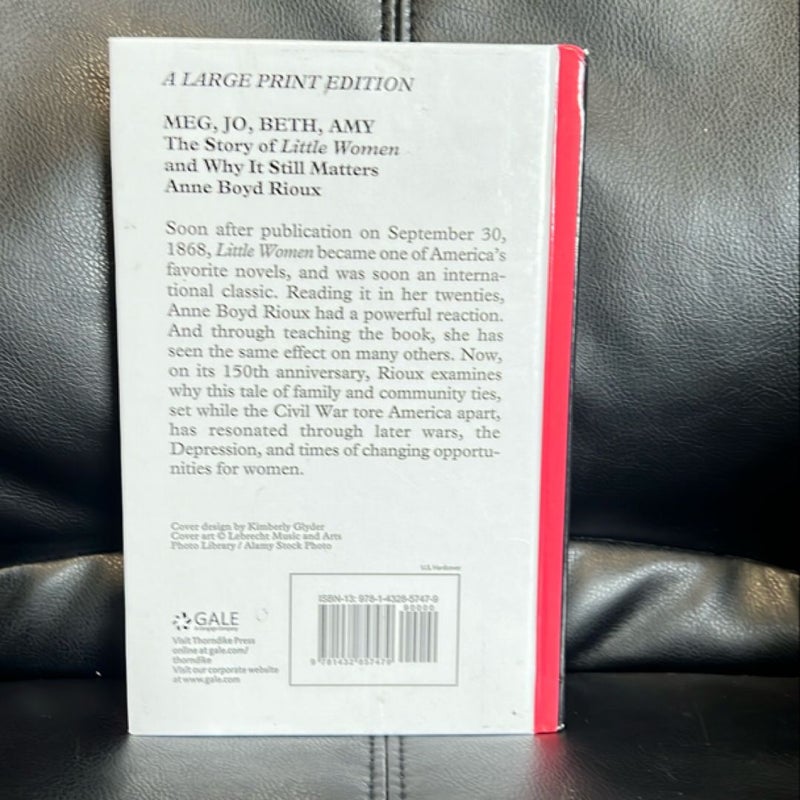 A LARGE PRINT EDITION
MEG, JO, BETH, AMY
The Story of Little Women
and Why It Still Matters
Anne Boyd Rioux
Soon after publication on September 30,
1868, Little Women became one of America's
favorite novels, and was soon an interna-
tional classic. Reading it in her twenties,
Anne Boyd Rioux had a powerful reaction.
And through teaching the book, she has
seen the same effect on many others. Now,
on its 150th anniversary, Rioux examines
why this tale of family and community ties,
set while the Civil War tore America apart,
has resonated through later wars, the
Depression, and times of changing opportu-
nities for women.
Cover design by Kimberly Glyder
Cover art © Lebrecht Music and Arts
Photo Library / Alamy Stock Photo
U.S. Hardcover
ISBN-13: 978-1-4328-5747-9
90000
9 781432 857479
GALE
A Cengage Company
Visit Thorndike Press
online at gale.com/
thorndike
Visit our corporate website
at www.gale.com